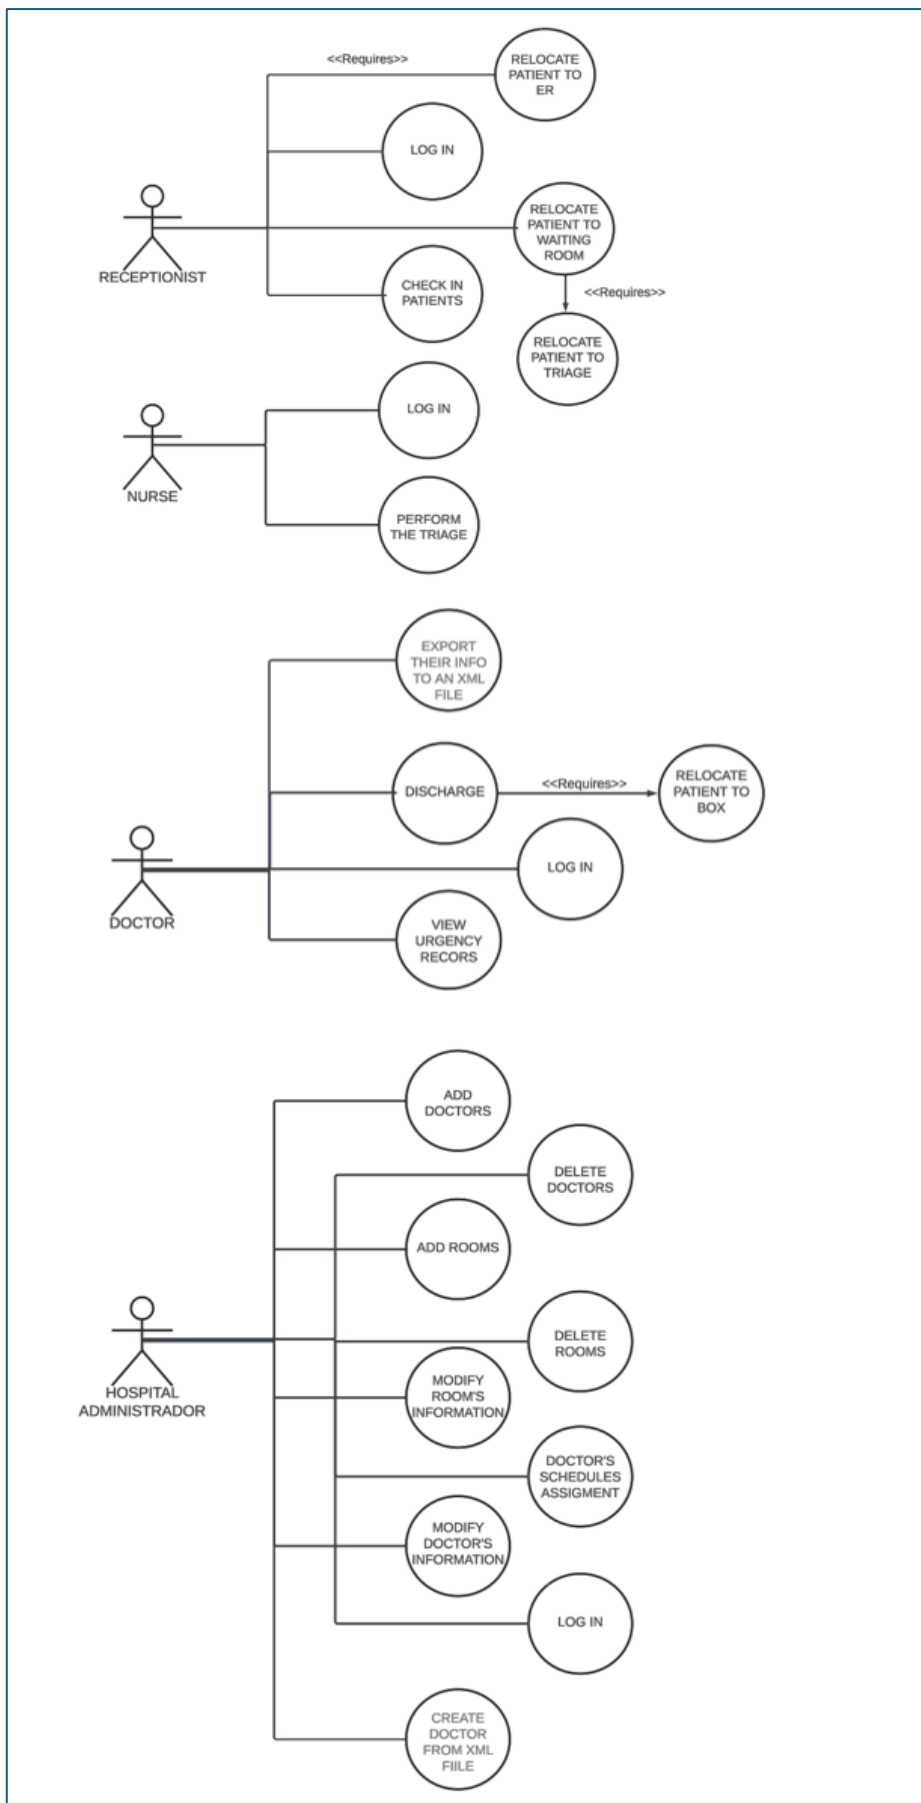 <<Requires>>
RELOCATE
PATIENT TO
ER
LOG IN
RELOCATE
PATIENT TO
WAITING
ROOM
RECEPTIONIST
CHECK IN
PATIENTS
<<Requires>>
RELOCATE
PATIENT TO
TRIAGE
LOG IN
NURSE
PERFORM
THE TRIAGE
EXPORT
THEIR INFO
TO AN XML
FILE
DISCHARGE
<<Requires>>
RELOCATE
PATIENT TO
BOX
LOG IN
DOCTOR
VIEW
URGENCY
RECORS
ADD
DOCTORS
DELETE
DOCTORS
ADD ROOMS
DELETE
ROOMS
HOSPITAL
ADMINISTRADOR
MODIFY
ROOM'S
INFORMATION
DOCTOR'S
SCHEDULES
ASSIGMENT
MODIFY
DOCTOR'S
INFORMATION
LOG IN
CREATE
DOCTOR
FROM XML
FIILE